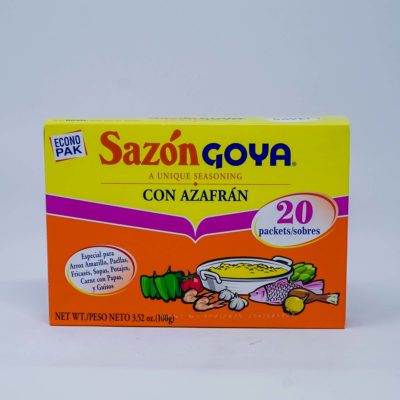 ECONO
PAK
Sazón GOYA®
A UNIQUE SEASONING
CON AZAFRÁN
20
packets/sobres
Especial para
Arroz Amarillo, Paellas,
Fricasés, Sopas, Potajes,
Carne con Papas,
y Guisos
NET WT./PESO NETO 3.52 oz.(100g)